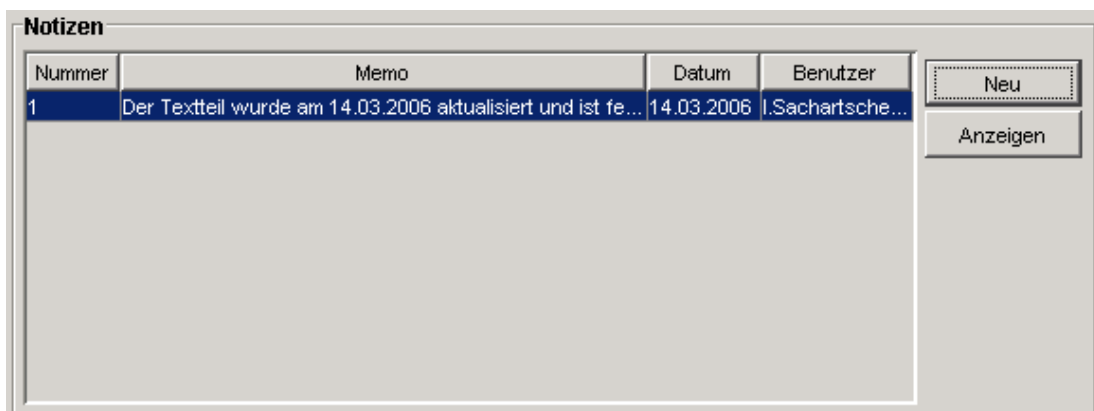 Notizen
Nummer Memo Datum Benutzer
1 Der Textteil wurde am 14.03.2006 aktualisiert und ist fe... 14.03.2006 I.Sachartsche...
Neu
Anzeigen